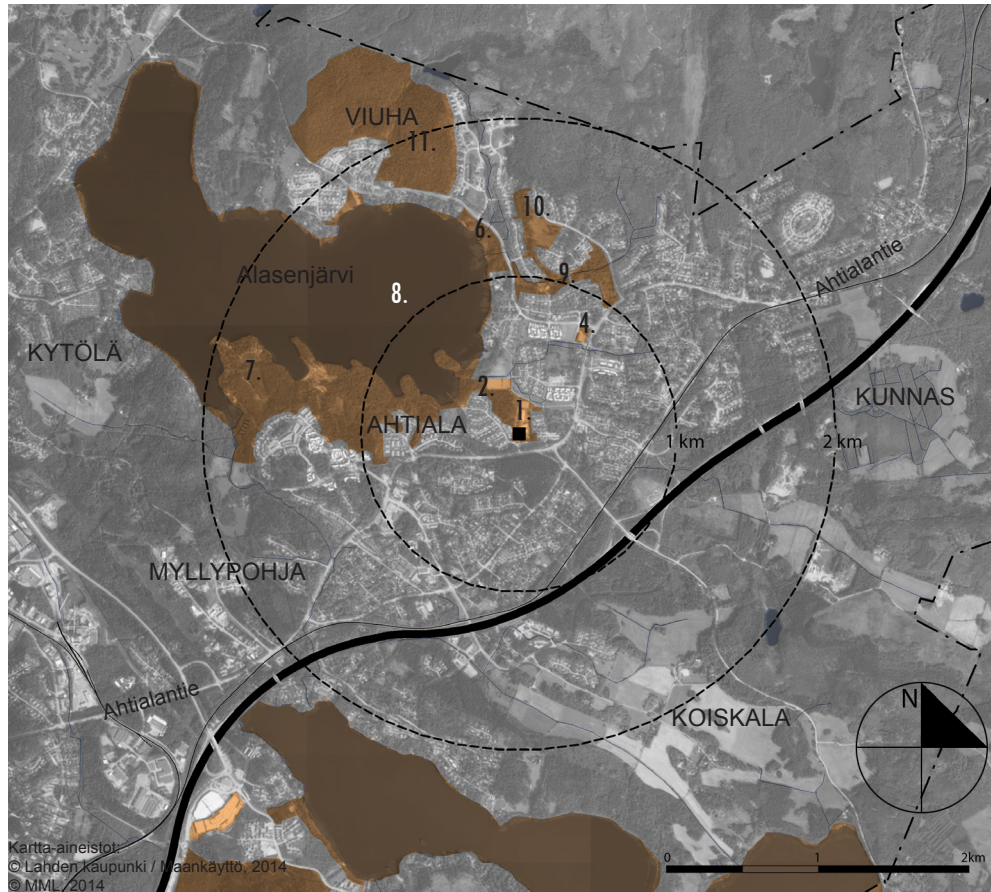 VIUHA
11.
10.
6.
9.
Ahtialantie
Alasenjärvi
8.
4.
KYTÖLÄ
7.
2.
1.
KUNNAS
AHTIALA
1 km
2 km
MYLLYPOHJA
Ahtialantie
N
KOISKALA
Kartta-aineistot:
© Lahden kaupunki / Maankäyttö, 2014
© MML, 2014
0 1 2km